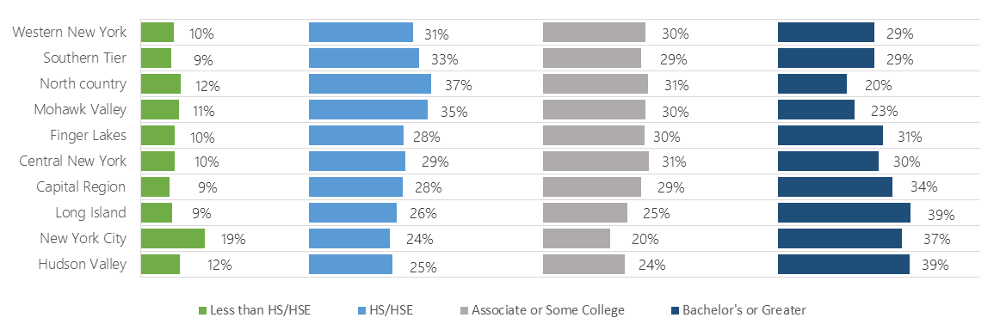 Western New York 10% 31% 30% 29%
Southern Tier 9% 33% 29% 29%
North country 12% 37% 31% 20%
Mohawk Valley 11% 35% 30% 23%
Finger Lakes 10% 28% 30% 31%
Central New York 10% 29% 31% 30%
Capital Region 9% 28% 29% 34%
Long Island 9% 26% 25% 39%
New York City 19% 24% 20% 37%
Hudson Valley 12% 25% 24% 39%
Less than HS/HSE HS/HSE Associate or Some College Bachelor's or Greater